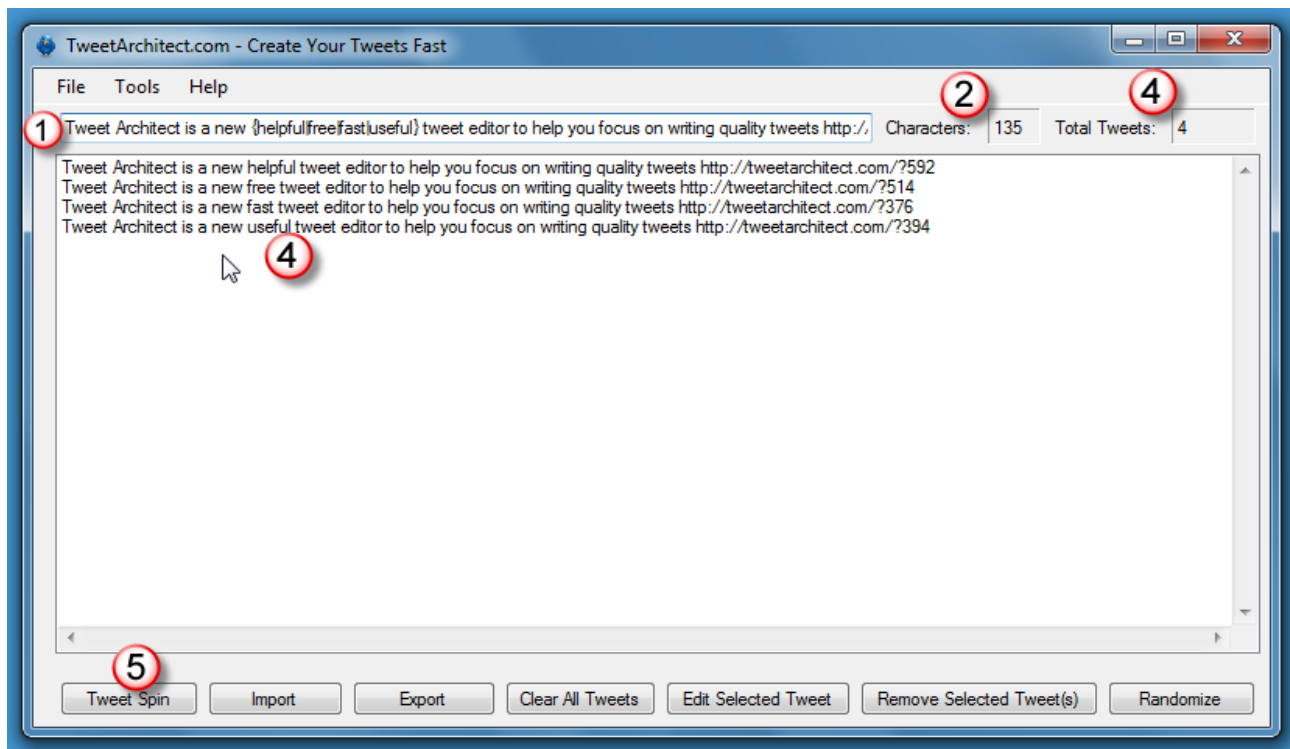 TweetArchitect.com - Create Your Tweets Fast
File Tools Help
2
4
1
Tweet Architect is a new {helpful|free|fast|useful} tweet editor to help you focus on writing quality tweets http:/
Characters: 135 Total Tweets: 4
Tweet Architect is a new helpful tweet editor to help you focus on writing quality tweets http://tweetarchitect.com/?592
Tweet Architect is a new free tweet editor to help you focus on writing quality tweets http://tweetarchitect.com/?514
Tweet Architect is a new fast tweet editor to help you focus on writing quality tweets http://tweetarchitect.com/?376
Tweet Architect is a new useful tweet editor to help you focus on writing quality tweets http://tweetarchitect.com/?394
4
5
Tweet Spin Import Export Clear All Tweets Edit Selected Tweet Remove Selected Tweet(s) Randomize